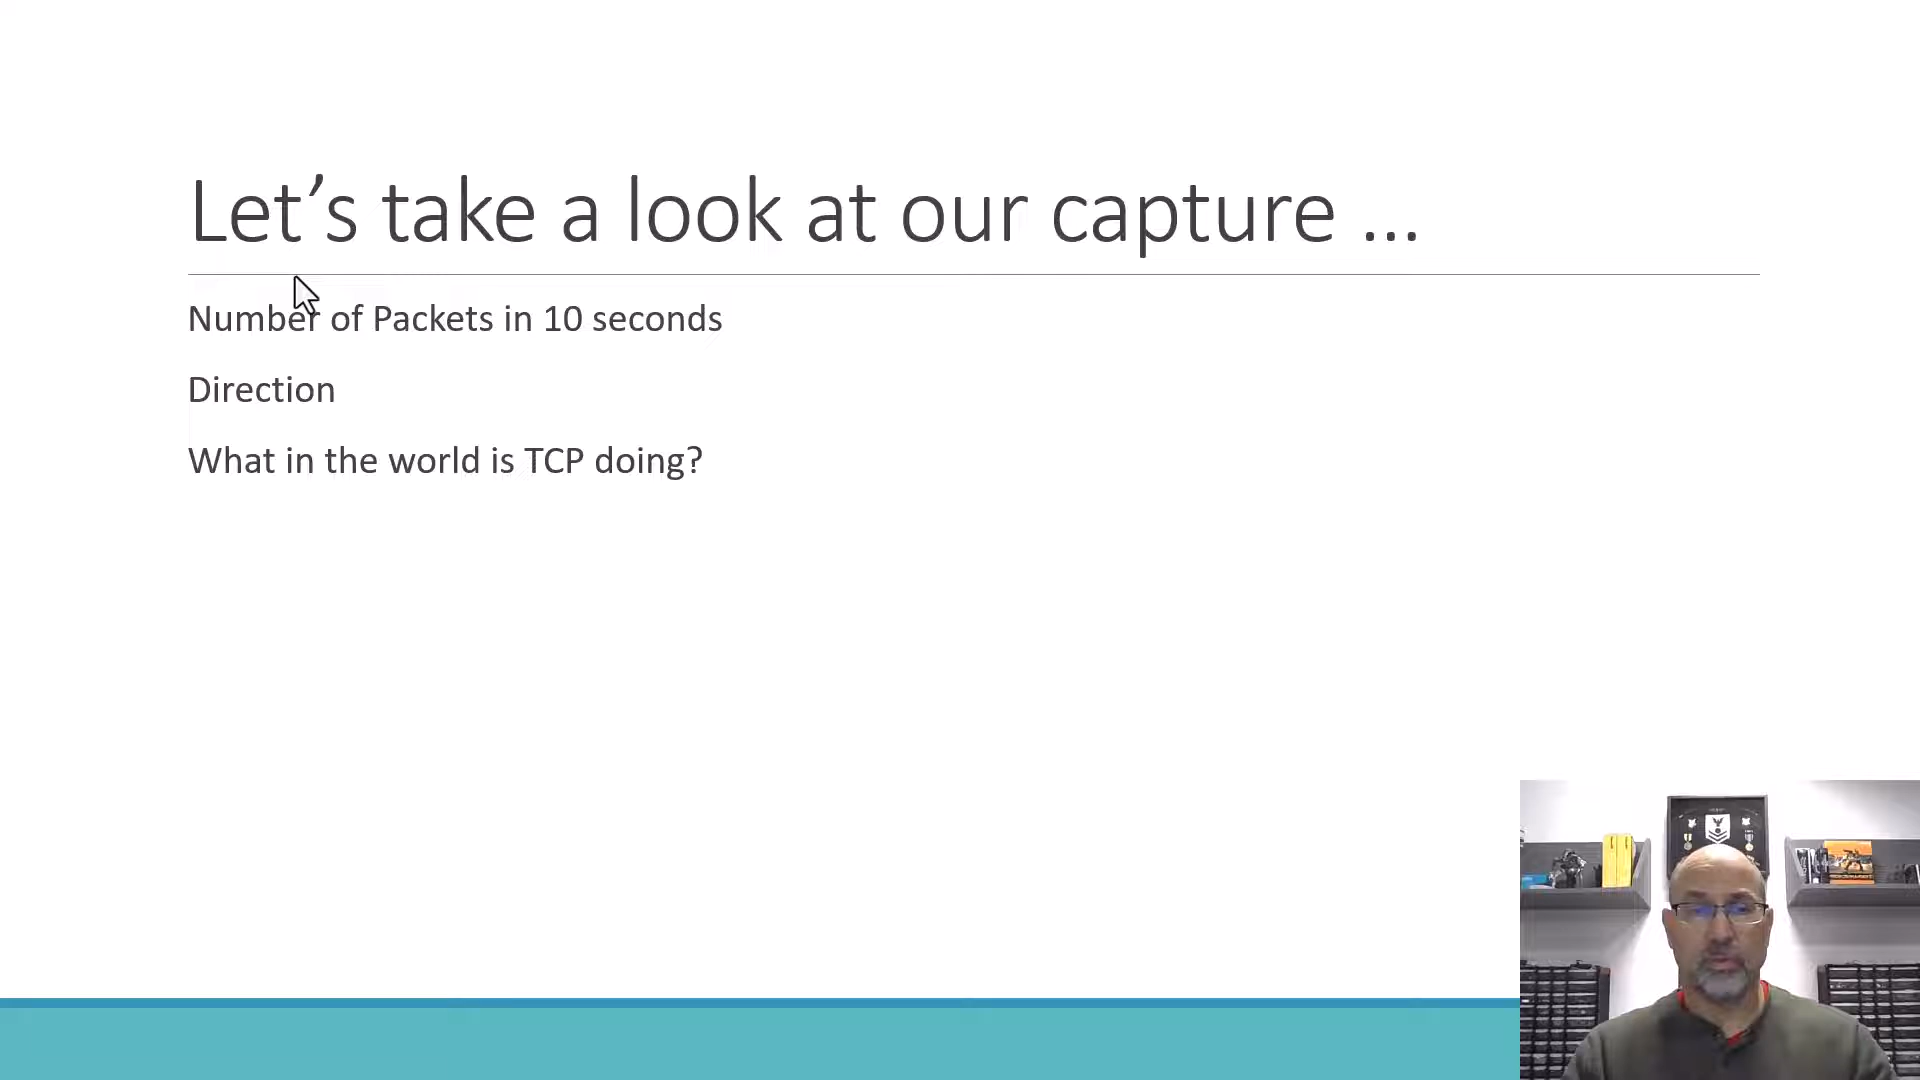 Let’s take a look at our capture …
Number of Packets in 10 seconds
Direction
What in the world is TCP doing?